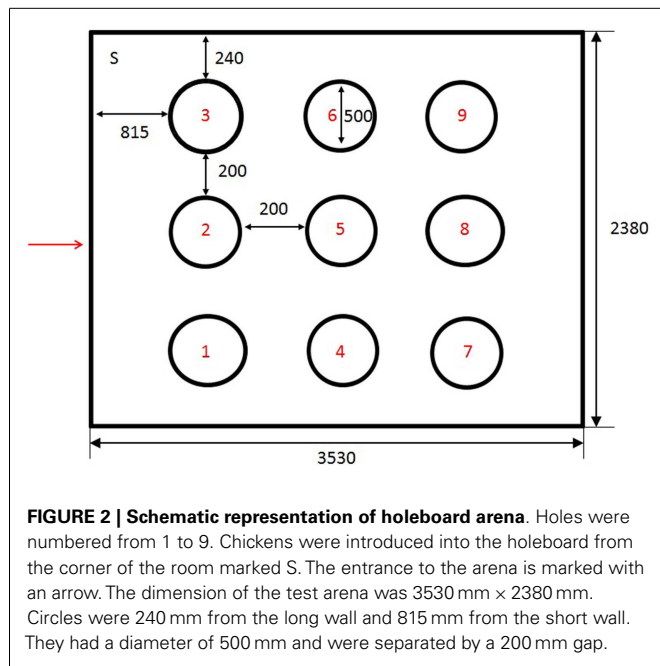 S
240
3
6
500
9
815
200
2
200
5
8
2380
1
4
7
3530
FIGURE 2 | Schematic representation of holeboard arena. Holes were
numbered from 1 to 9. Chickens were introduced into the holeboard from
the corner of the room marked S. The entrance to the arena is marked with
an arrow. The dimension of the test arena was 3530 mm × 2380 mm.
Circles were 240 mm from the long wall and 815 mm from the short wall.
They had a diameter of 500 mm and were separated by a 200 mm gap.